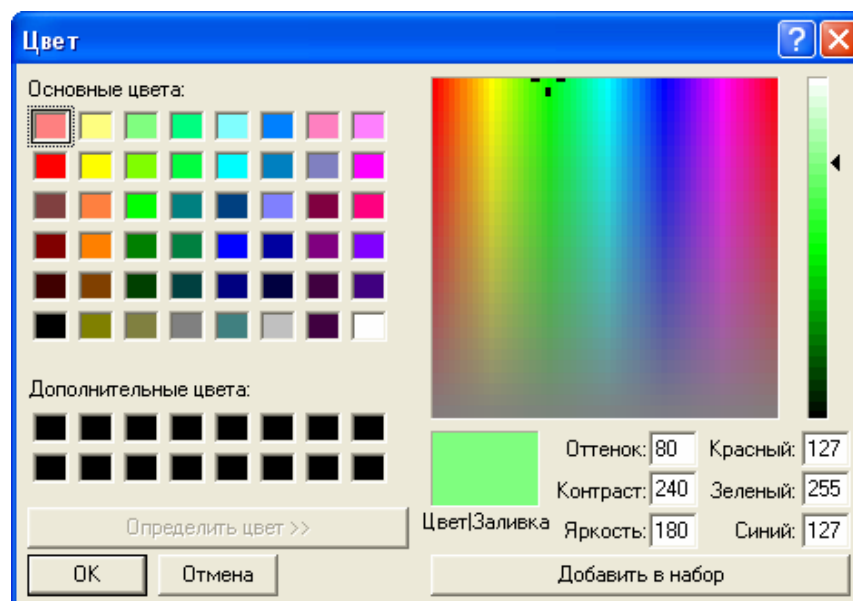 Цвет
Основные цвета:
Дополнительные цвета:
Определить цвет >>
OK
Отмена
Цвет|Заливка
Оттенок: 80
Контраст: 240
Яркость: 180
Красный: 127
Зеленый: 255
Синий: 127
Добавить в набор